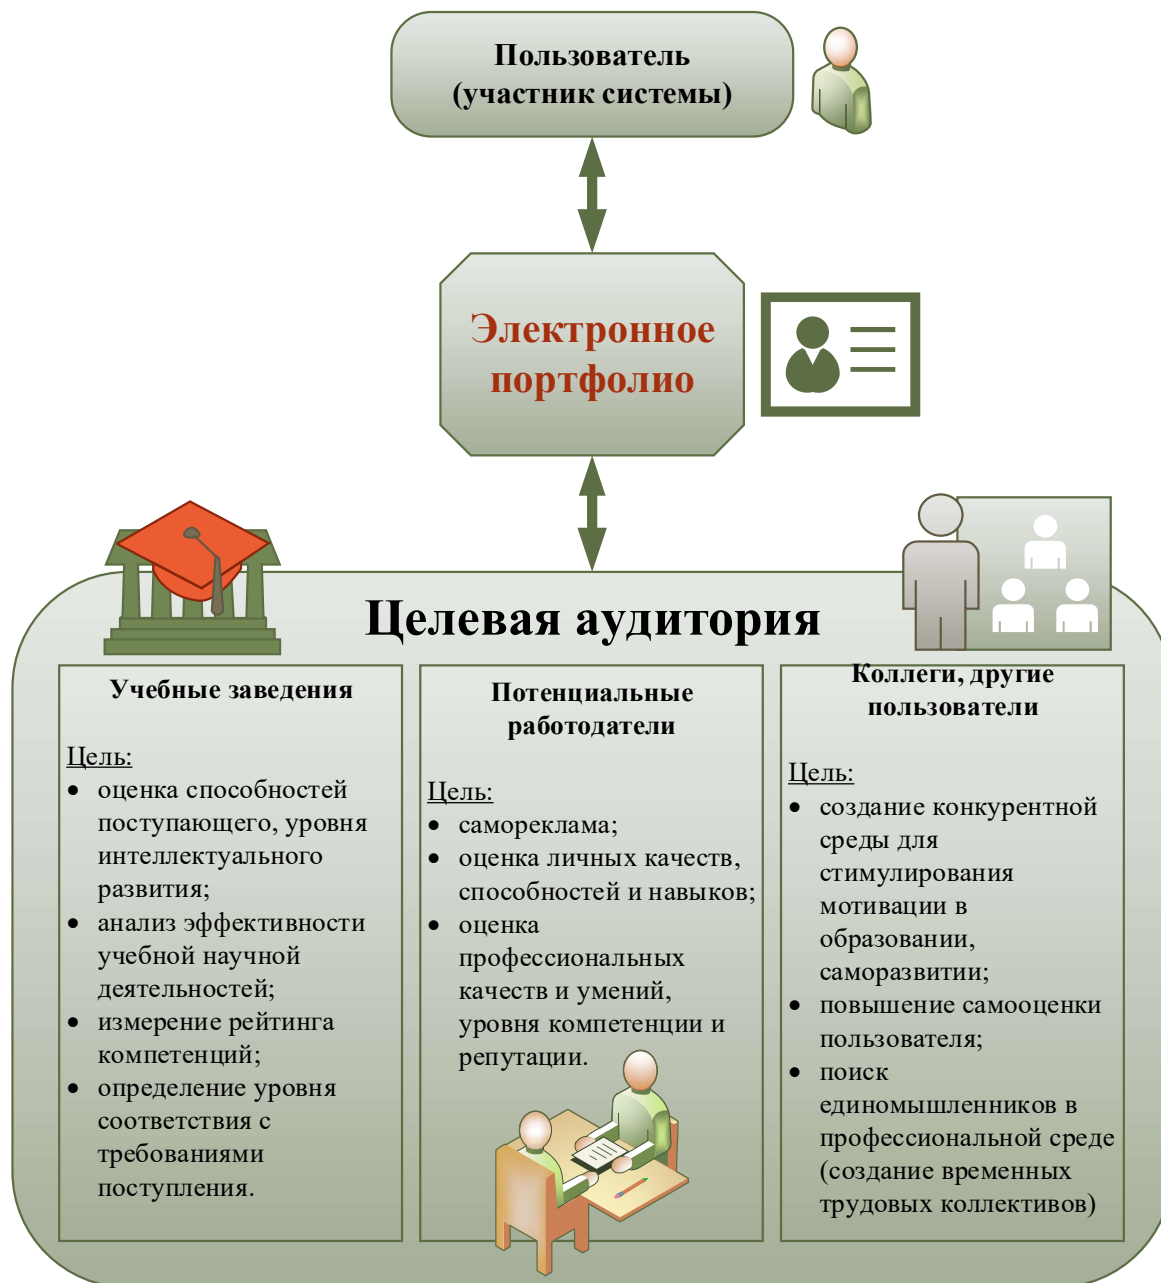 Пользователь
(участник системы)
Электронное
портфолио
Целевая аудитория
Учебные заведения
Цель:
• оценка способностей
поступающего, уровня
интеллектуального
развития;
• анализ эффективности
учебной научной
деятельностей;
• измерение рейтинга
компетенций;
• определение уровня
соответствия с
требованиями
поступления.
Потенциальные
работодатели
Цель:
• самореклама;
• оценка личных качеств,
способностей и навыков;
• оценка
профессиональных
качеств и умений,
уровня компетенции и
репутации.
Коллеги, другие
пользователи
Цель:
• создание конкурентной
среды для
стимулирования
мотивации в
образовании,
саморазвитии;
• повышение самооценки
пользователя;
• поиск
единомышленников в
профессиональной среде
(создание временных
трудовых коллективов)